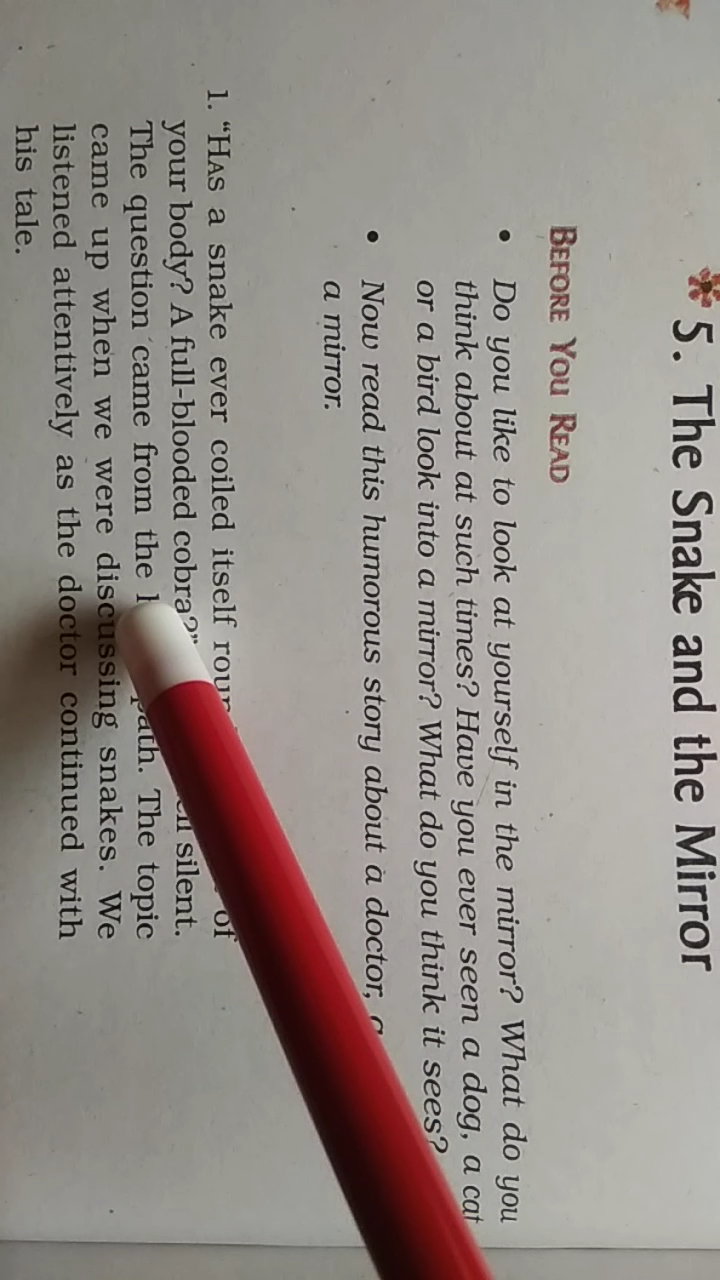 5. The Snake and the Mirror
BEFORE YOU READ
• Do you like to look at yourself in the mirror? What do you
think about at such times? Have you ever seen a dog, a cat
or a bird look into a mirror? What do you think it sees?
• Now read this humorous story about a doctor,
a mirror.
1. “HAS a snake ever coiled itself of
your body? A full-blooded cobra?” silent.
The question came from the The topic
came up when we were discussing snakes. We
listened attentively as the doctor continued with
his tale.